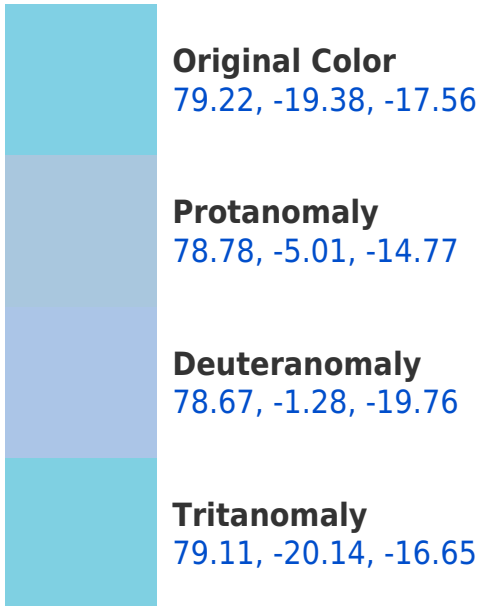 Original Color
79.22, -19.38, -17.56
Protanomaly
78.78, -5.01, -14.77
Deuteranomaly
78.67, -1.28, -19.76
Tritanomaly
79.11, -20.14, -16.65